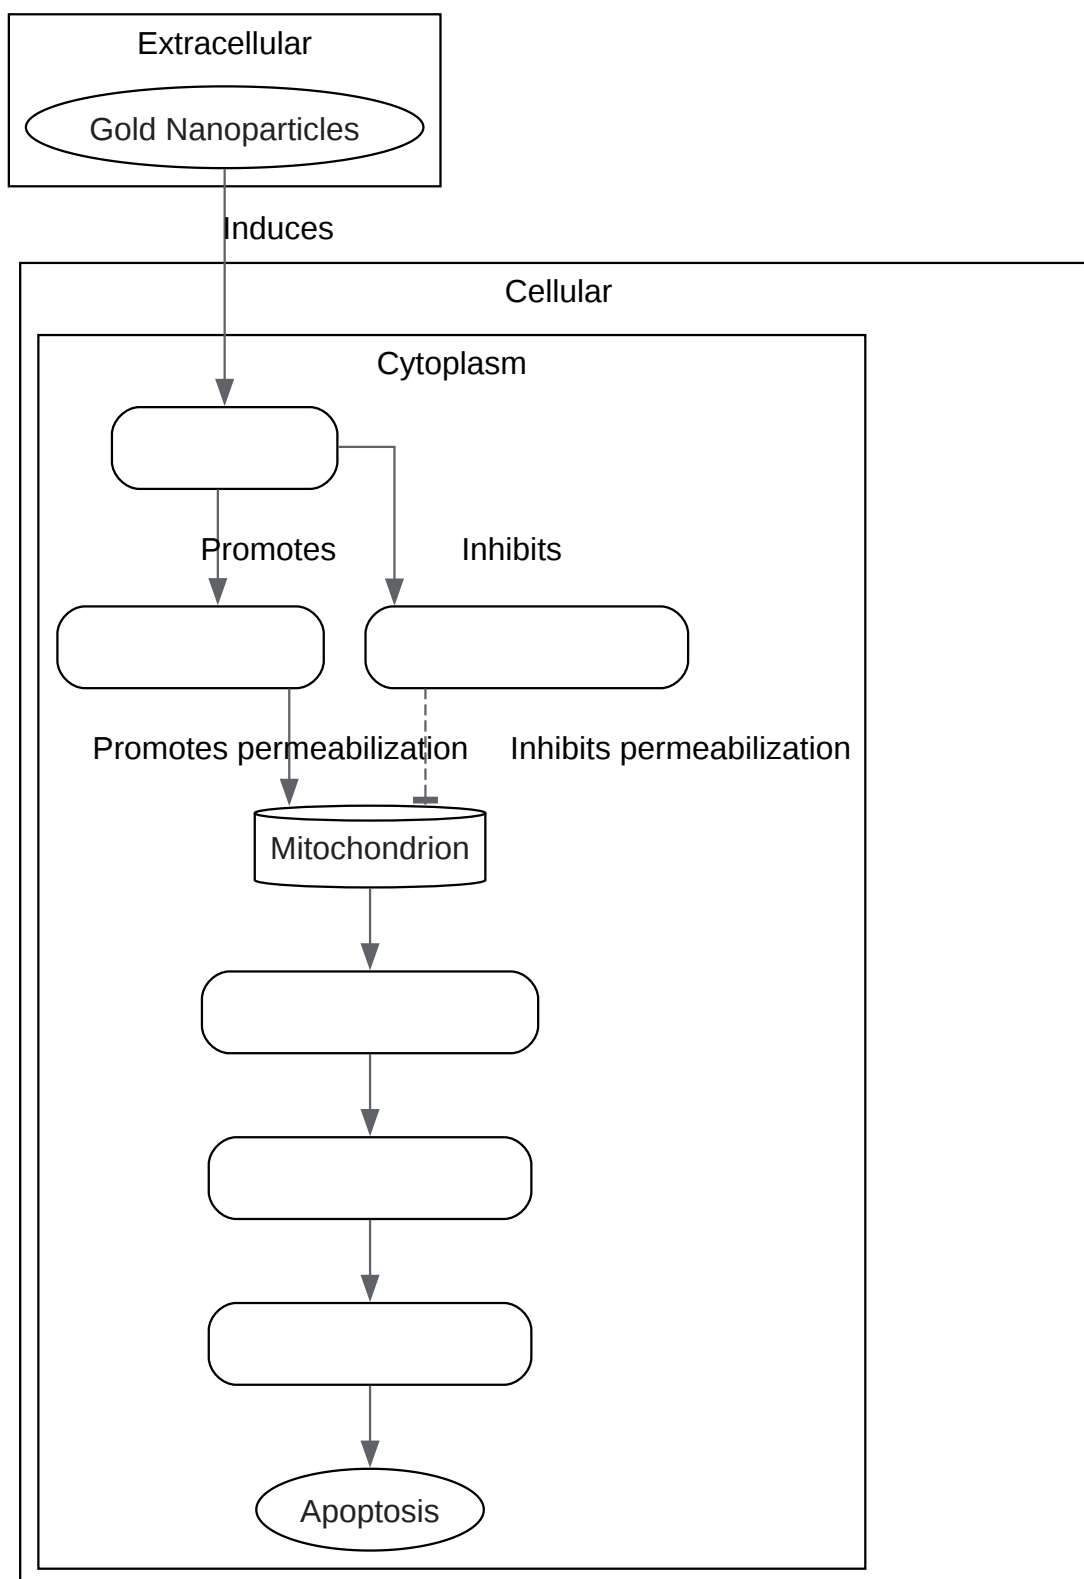 Extracellular
Gold Nanoparticles
Induces
Cellular
Cytoplasm
Promotes
Inhibits
Promotes permeabilization
Inhibits permeabilization
Mitochondrion
Apoptosis